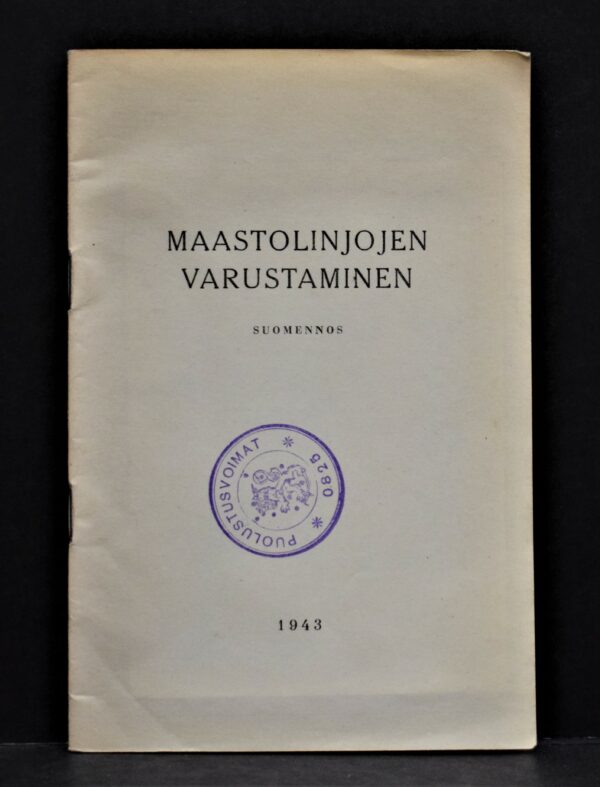 MAASTOLINJOJEN
VARUSTAMINEN
SUOMENNOS
PUOLUSTUSVOIMAT * 0825 *
1943